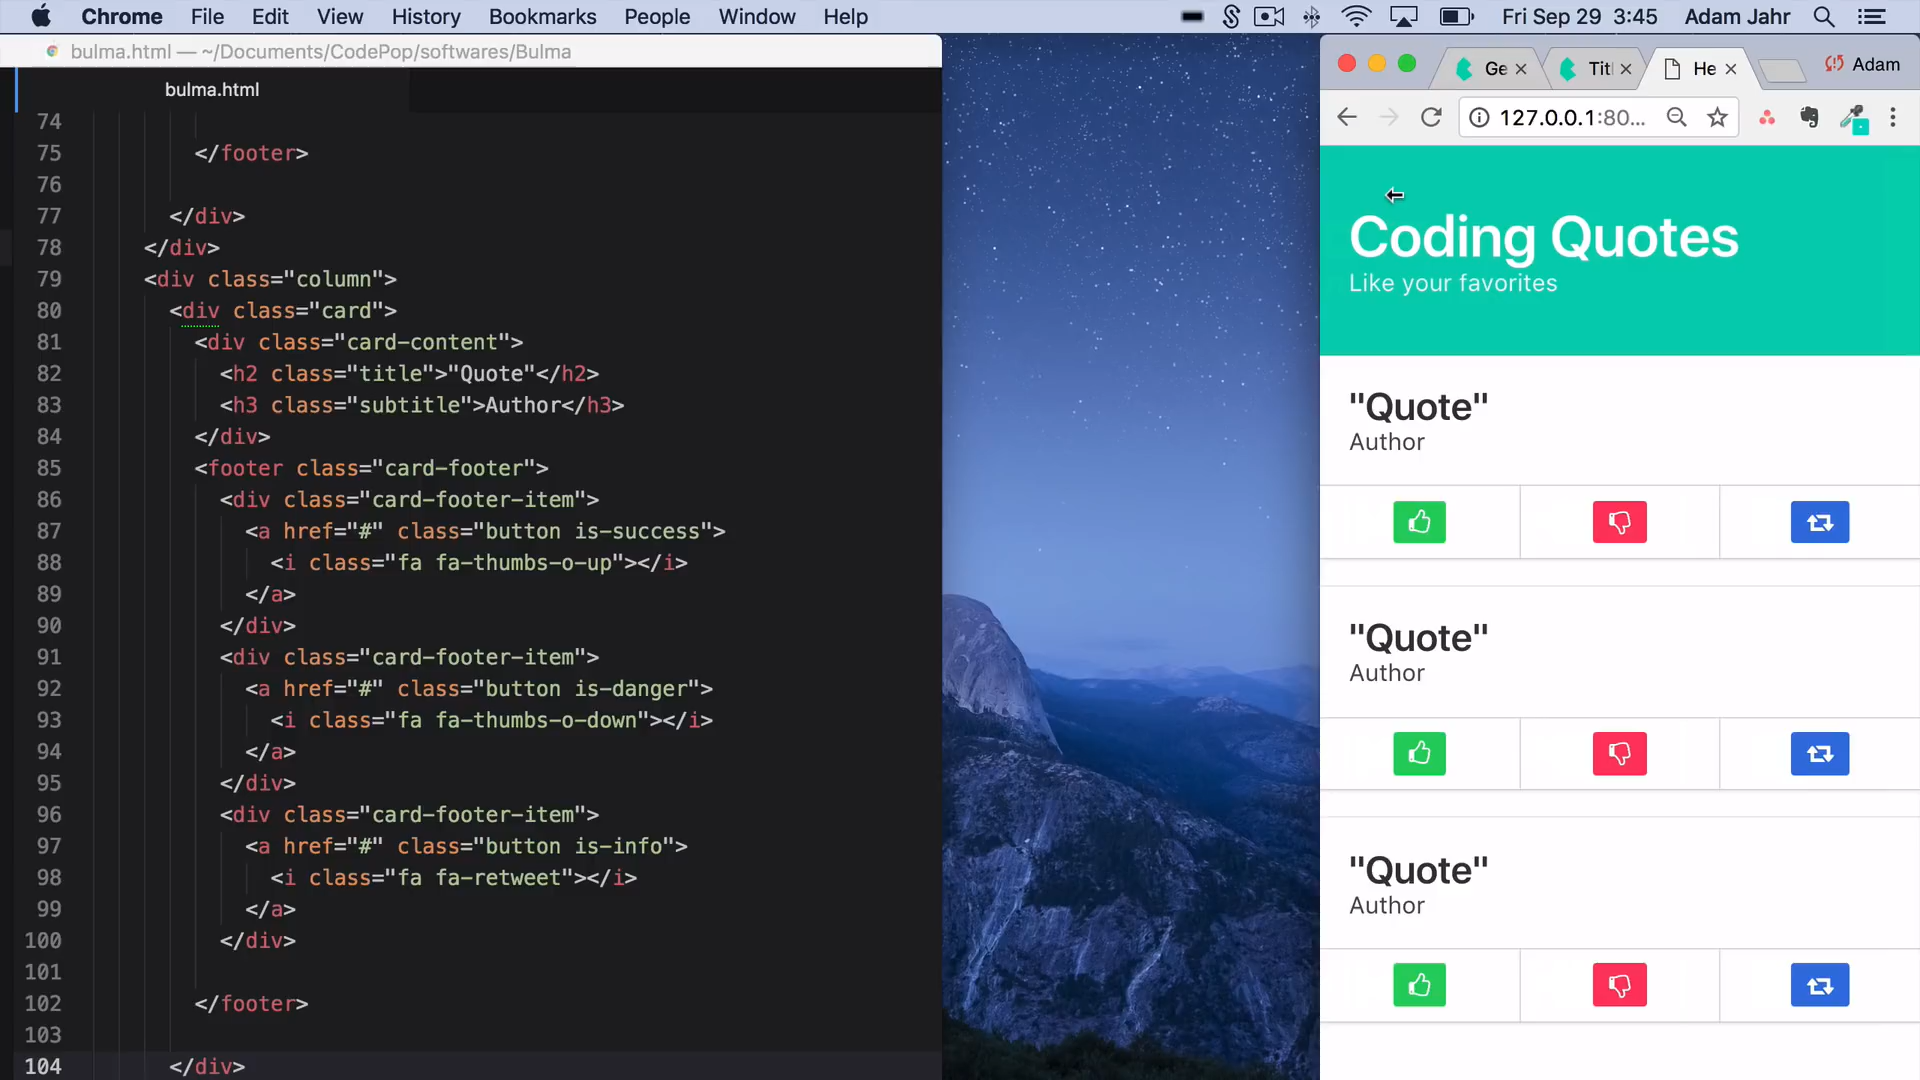 Chrome File Edit View History Bookmarks People Window Help Fri Sep 29 3:45 Adam Jahr
bulma.html — ~/Documents/CodePop/softwares/Bulma
bulma.html
74
75 </footer>
76
77 </div>
78 </div>
79 <div class="column">
80 <div class="card">
81 <div class="card-content">
82 <h2 class="title">"Quote"</h2>
83 <h3 class="subtitle">Author</h3>
84 </div>
85 <footer class="card-footer">
86 <div class="card-footer-item">
87 <a href="#" class="button is-success">
88 <i class="fa fa-thumbs-o-up"></i>
89 </a>
90 </div>
91 <div class="card-footer-item">
92 <a href="#" class="button is-danger">
93 <i class="fa fa-thumbs-o-down"></i>
94 </a>
95 </div>
96 <div class="card-footer-item">
97 <a href="#" class="button is-info">
98 <i class="fa fa-retweet"></i>
99 </a>
100 </div>
101
102 </footer>
103
104 </div>
Ge Titl He Adam
127.0.0.1:80...
Coding Quotes
Like your favorites
"Quote"
Author
"Quote"
Author
"Quote"
Author